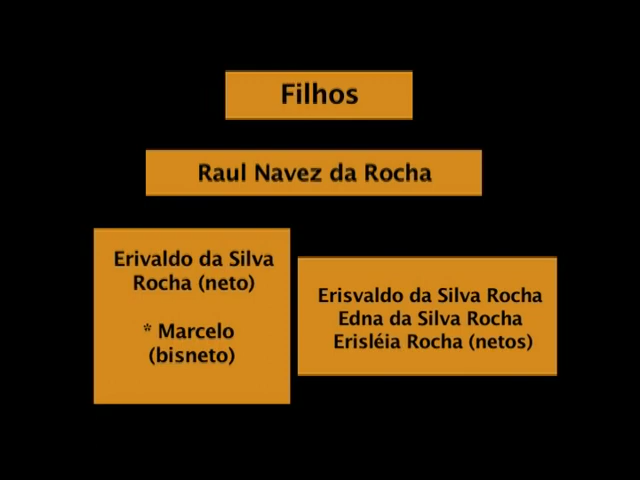 Filhos
Raul Navez da Rocha
Erivaldo da Silva
Rocha (neto)
* Marcelo
(bisneto)
Erisvaldo da Silva Rocha
Edna da Silva Rocha
Erisléia Rocha (netos)